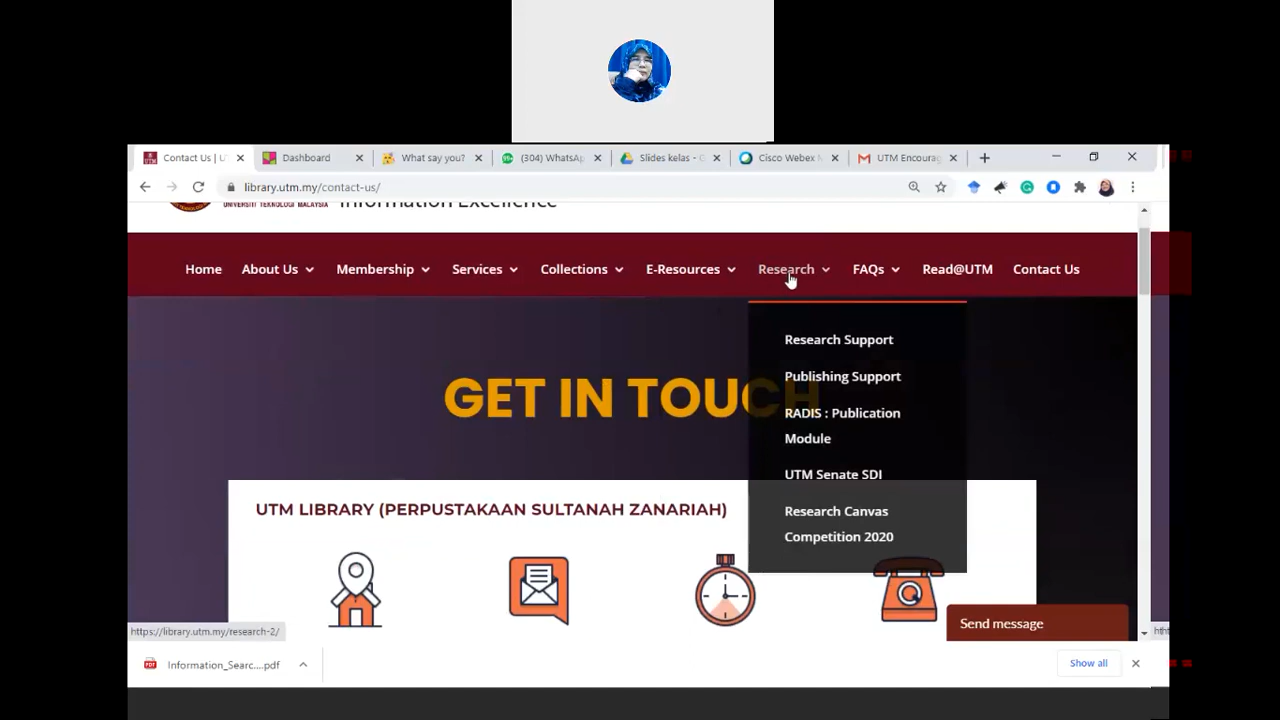 Contact Us | U
Dashboard
What say you?
(304) WhatsAp
Slides kelas - G
Cisco Webex M
UTM Encourag
library.utm.my/contact-us/
UNIVERSITI TEKNOLOGI MALAYSIA
Information Excellence
Home
About Us
Membership
Services
Collections
E-Resources
Research
FAQs
Read@UTM
Contact Us
Research Support
Publishing Support
RADIS : Publication
Module
UTM Senate SDI
Research Canvas
Competition 2020
GET IN TOUCH
UTM LIBRARY (PERPUSTAKAAN SULTANAH ZANARIAH)
Send message
https://library.utm.my/research-2/
Information_Searc....pdf
Show all